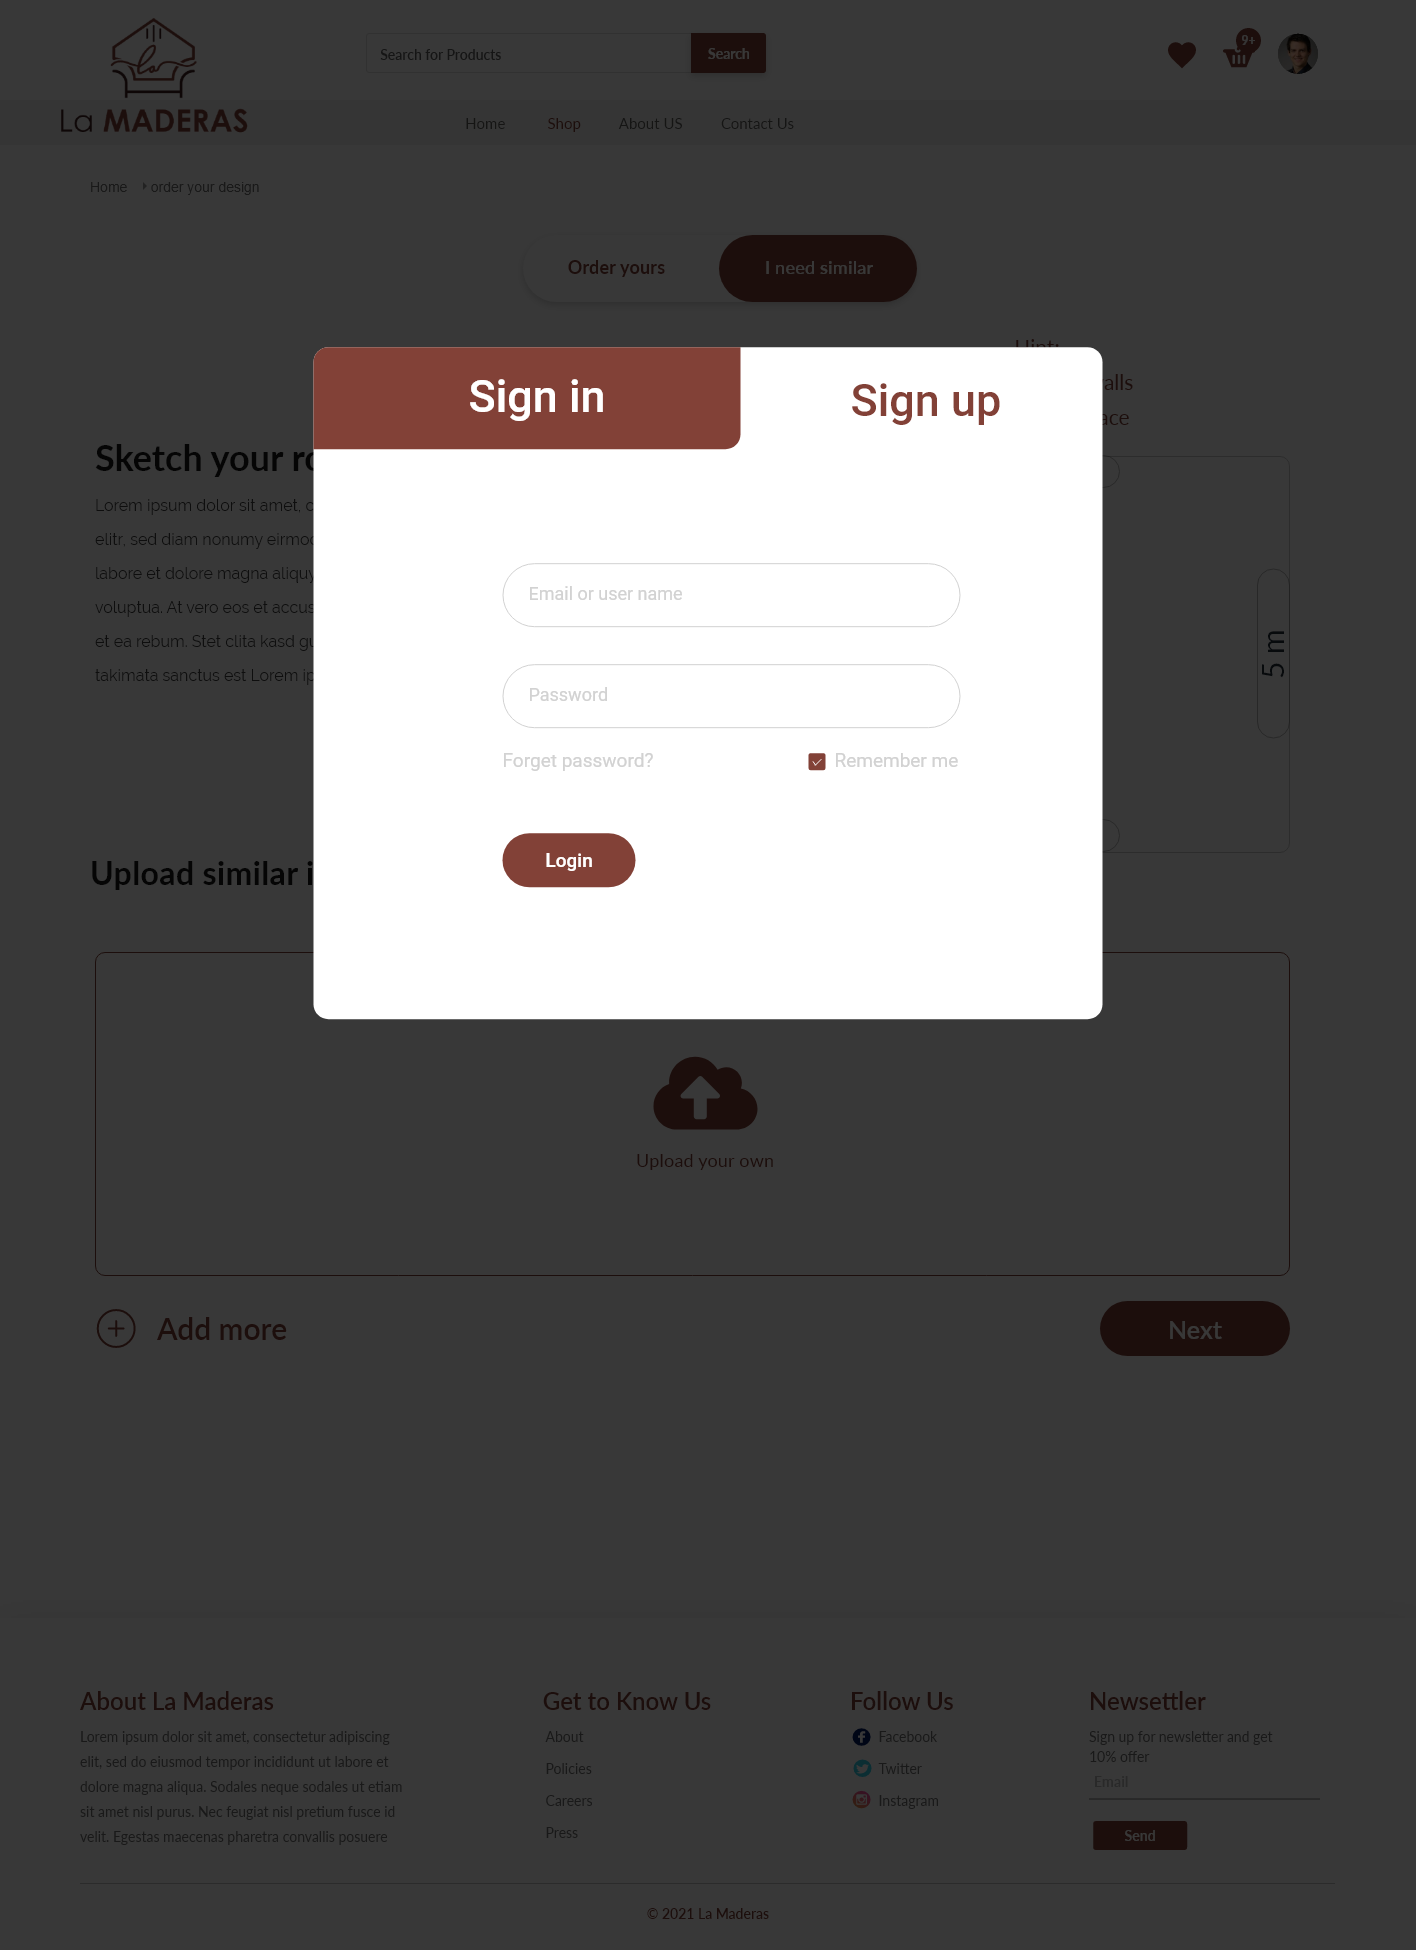 Search for Products
Search
9+
La MADERAS
Home
Shop
About US
Contact Us
Home
order your design
Order yours
I need similar
Hint:
alls
ace
Sign in
Sign up
Sketch your ro
Lorem ipsum dolor sit amet, c
elitr, sed diam nonumy eirmod
labore et dolore magna aliquy
voluptua. At vero eos et accus
et ea rebum. Stet clita kasd gu
takimata sanctus est Lorem ip
5 m
Email or user name
Password
Forget password?
Remember me
Login
Upload similar i
Upload your own
Add more
Next
About La Maderas
Lorem ipsum dolor sit amet, consectetur adipiscing
elit, sed do eiusmod tempor incididunt ut labore et
dolore magna aliqua. Sodales neque sodales ut etiam
sit amet nisl purus. Nec feugiat nisl pretium fusce id
velit. Egestas maecenas pharetra convallis posuere
Get to Know Us
About
Policies
Careers
Press
Follow Us
Facebook
Twitter
Instagram
Newsettler
Sign up for newsletter and get
10% offer
Email
Send
© 2021 La Maderas